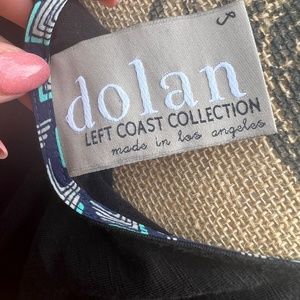 dolan
LEFT COAST COLLECTION
made in los angeles